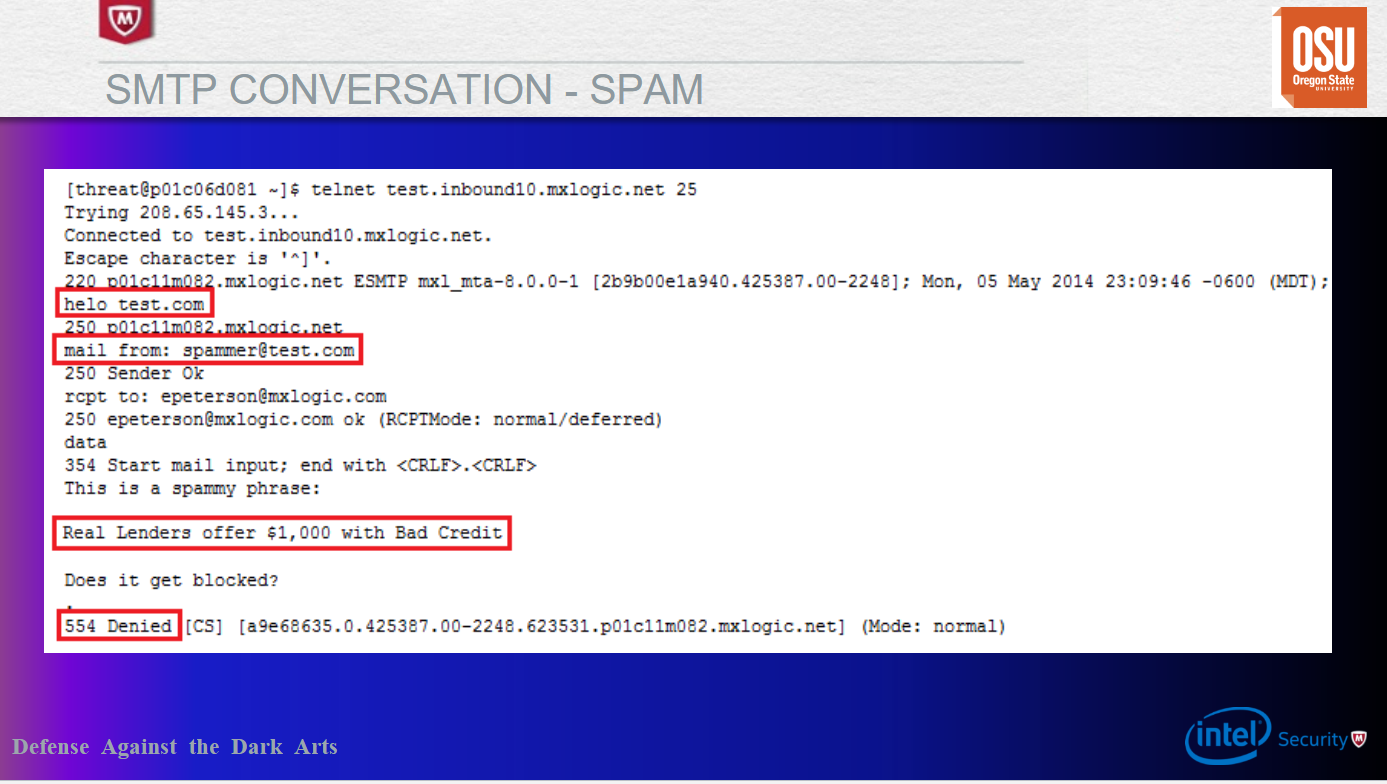 SMTP CONVERSATION - SPAM
OSU
Oregon State
UNIVERSITY
[threat@p01c06d081 ~]$ telnet test.inbound10.mxlogic.net 25
Trying 208.65.145.3...
Connected to test.inbound10.mxlogic.net.
Escape character is '^]'.
220 p01c11m082.mxlogic.net ESMTP mxl_mta-8.0.0-1 [2b9b00e1a940.425387.00-2248]; Mon, 05 May 2014 23:09:46 -0600 (MDT);
helo test.com
250 p01c11m082.mxlogic.net
mail from: spammer@test.com
250 Sender Ok
rcpt to: epeterson@mxlogic.com
250 epeterson@mxlogic.com ok (RCPTMode: normal/deferred)
data
354 Start mail input; end with <CRLF>.<CRLF>
This is a spammy phrase:
Real Lenders offer $1,000 with Bad Credit
Does it get blocked?
.
554 Denied [CS] [a9e68635.0.425387.00-2248.623531.p01c11m082.mxlogic.net] (Mode: normal)
Defense Against the Dark Arts
intel Security